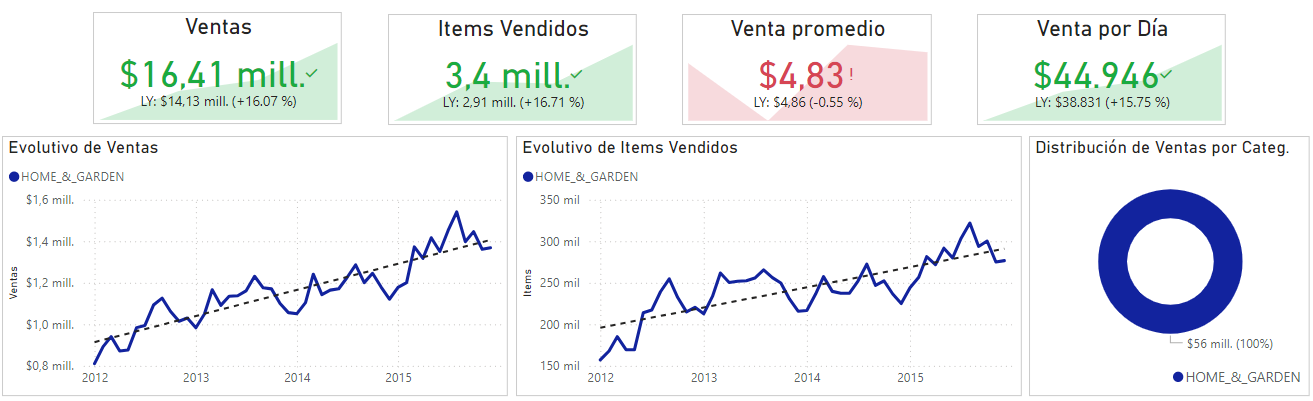 Ventas
$16,41 mill.
LY: $14,13 mill. (+16.07 %)
Items Vendidos
3,4 mill.
LY: 2,91 mill. (+16.71 %)
Venta promedio
$4,83 !
LY: $4,86 (-0.55 %)
Venta por Día
$44.946
LY: $38.831 (+15.75 %)
Evolutivo de Ventas
HOME_&_GARDEN
Ventas
$1,6 mill.
$1,4 mill.
$1,2 mill.
$1,0 mill.
$0,8 mill.
2012 2013 2014 2015
Evolutivo de Items Vendidos
HOME_&_GARDEN
Items
350 mil
300 mil
250 mil
200 mil
150 mil
2012 2013 2014 2015
Distribución de Ventas por Categ.
$56 mill. (100%)
HOME_&_GARDEN